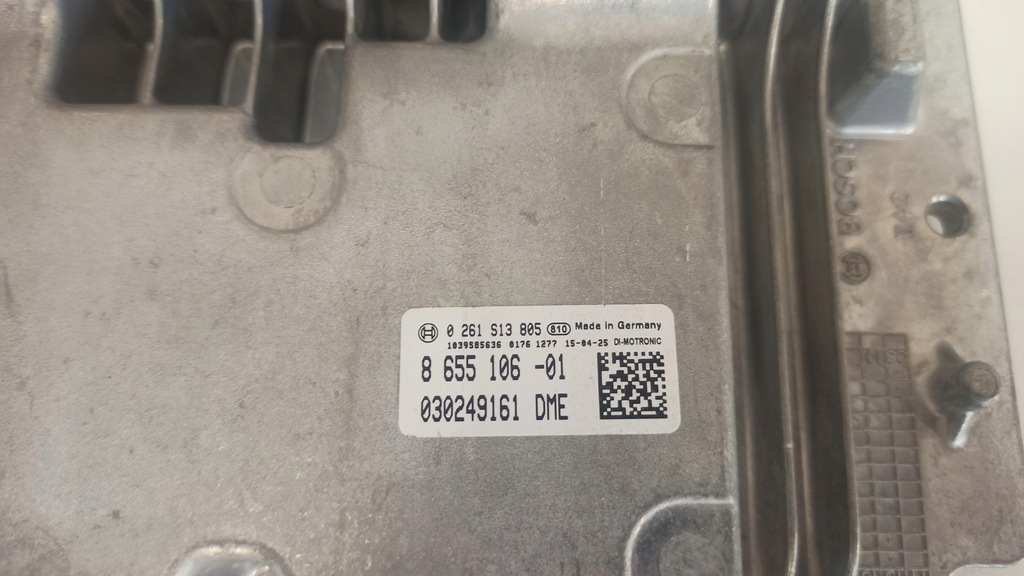 0 261 S13 805 810 Made in Germany
1039S85636 0176 1277 15-04-25 DI-MOTRONIC
8 655 106 -01
030249161 DME